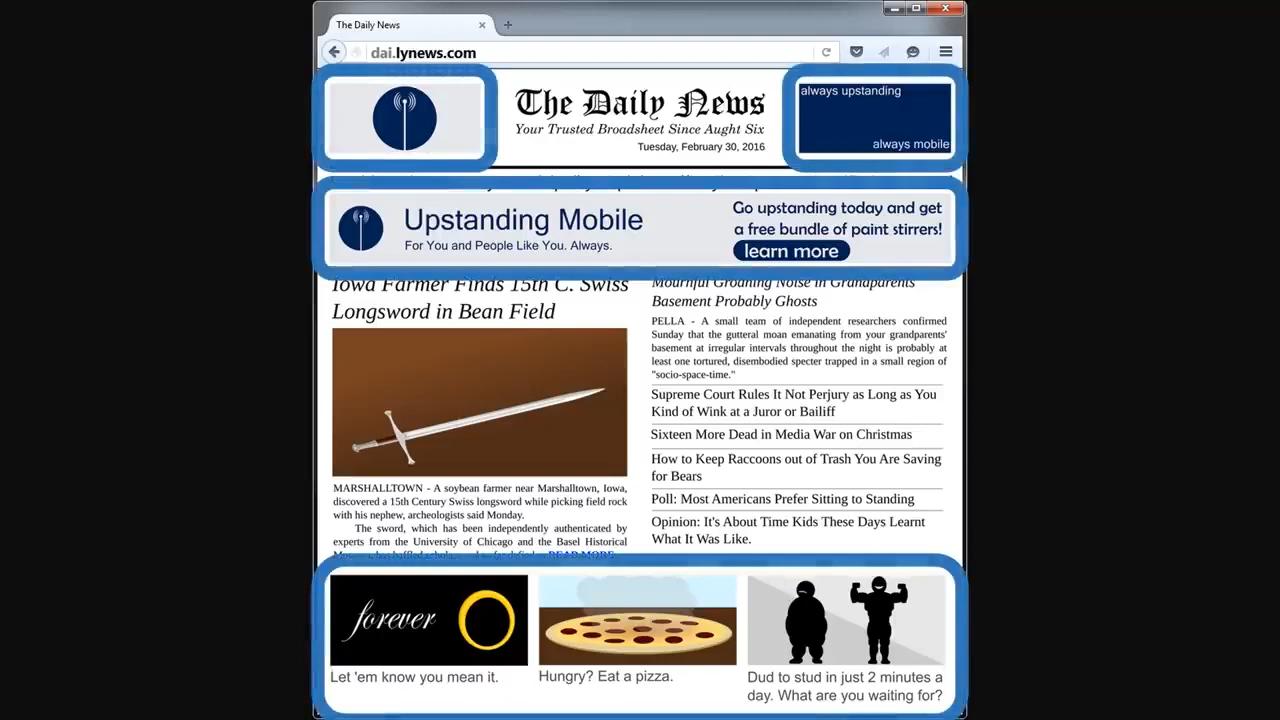 The Daily News
dai.lynews.com
The Daily News
Your Trusted Broadsheet Since Aught Six
Tuesday, February 30, 2016
always upstanding
always mobile
Upstanding Mobile
For You and People Like You. Always.
Go upstanding today and get
a free bundle of paint stirrers!
learn more
Iowa Farmer Finds 15th C. Swiss
Longsword in Bean Field
MARSHALLTOWN - A soybean farmer near Marshalltown, Iowa,
discovered a 15th Century Swiss longsword while picking field rock
with his nephew, archeologists said Monday.
The sword, which has been independently authenticated by
experts from the University of Chicago and the Basel Historical
READ MORE
Mournful Groaning Noise in Grandparents'
Basement Probably Ghosts
PELLA - A small team of independent researchers confirmed
Sunday that the gutteral moan emanating from your grandparents'
basement at irregular intervals throughout the night is probably at
least one tortured, disembodied specter trapped in a small region of
"socio-space-time."
Supreme Court Rules It Not Perjury as Long as You
Kind of Wink at a Juror or Bailiff
Sixteen More Dead in Media War on Christmas
How to Keep Raccoons out of Trash You Are Saving
for Bears
Poll: Most Americans Prefer Sitting to Standing
Opinion: It's About Time Kids These Days Learnt
What It Was Like.
forever
Let 'em know you mean it.
Hungry? Eat a pizza.
Dud to stud in just 2 minutes a
day. What are you waiting for?